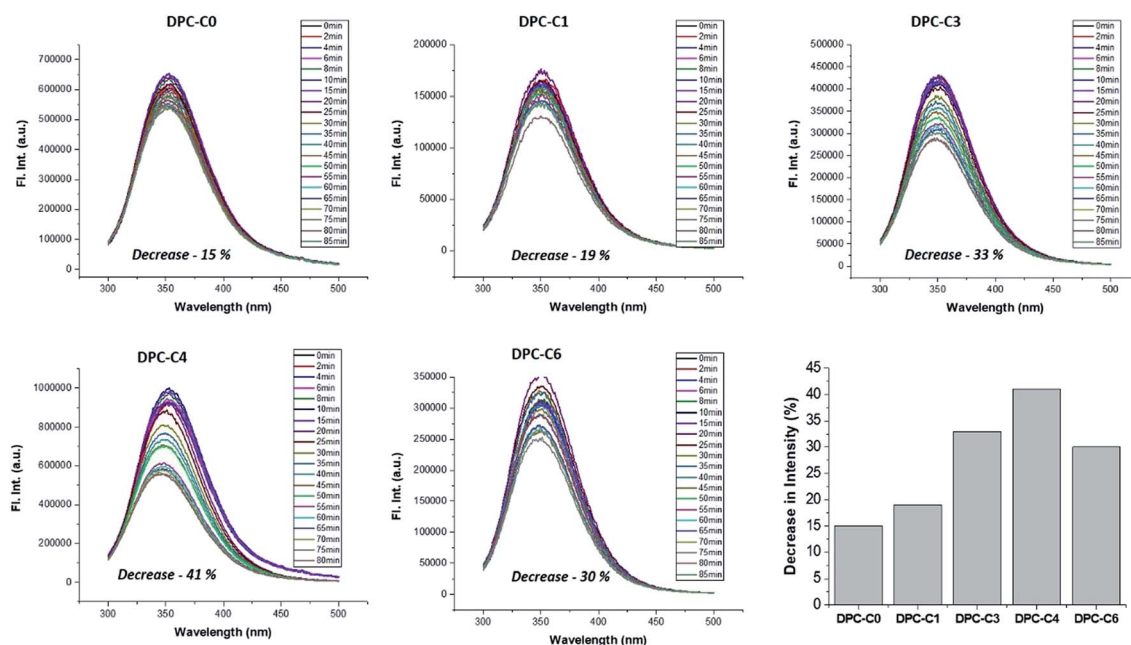 DPC-C0
Fl. Int. (a.u.)
700000
600000
500000
400000
300000
200000
100000
0
0min
2min
4min
6min
8min
10min
15min
20min
25min
30min
35min
40min
45min
50min
55min
60min
65min
70min
75min
80min
85min
Decrease - 15 %
300 350 400 450 500
Wavelength (nm)
DPC-C1
Fl. Int. (a.u.)
200000
150000
100000
50000
0
0min
2min
4min
6min
8min
10min
15min
20min
25min
30min
35min
40min
45min
50min
55min
60min
65min
70min
75min
80min
85min
Decrease - 19 %
300 350 400 450 500
Wavelength (nm)
DPC-C3
Fl. Int. (a.u.)
500000
450000
400000
350000
300000
250000
200000
150000
100000
50000
0
0min
2min
4min
6min
8min
10min
15min
20min
25min
30min
35min
40min
45min
50min
55min
60min
65min
70min
75min
80min
85min
Decrease - 33 %
300 350 400 450 500
Wavelength (nm)
DPC-C4
Fl. Int. (a.u.)
1000000
800000
600000
400000
200000
0
0min
2min
4min
6min
8min
10min
15min
20min
25min
30min
35min
40min
45min
50min
55min
60min
65min
70min
75min
80min
Decrease - 41 %
300 350 400 450 500
Wavelength (nm)
DPC-C6
Fl. Int. (a.u.)
350000
300000
250000
200000
150000
100000
50000
0
0min
2min
4min
6min
8min
10min
15min
20min
25min
30min
35min
40min
45min
50min
55min
60min
65min
70min
75min
80min
85min
Decrease - 30 %
300 350 400 450 500
Wavelength (nm)
Decrease in Intensity (%)
45
40
35
30
25
20
15
10
5
0
DPC-C0 DPC-C1 DPC-C3 DPC-C4 DPC-C6